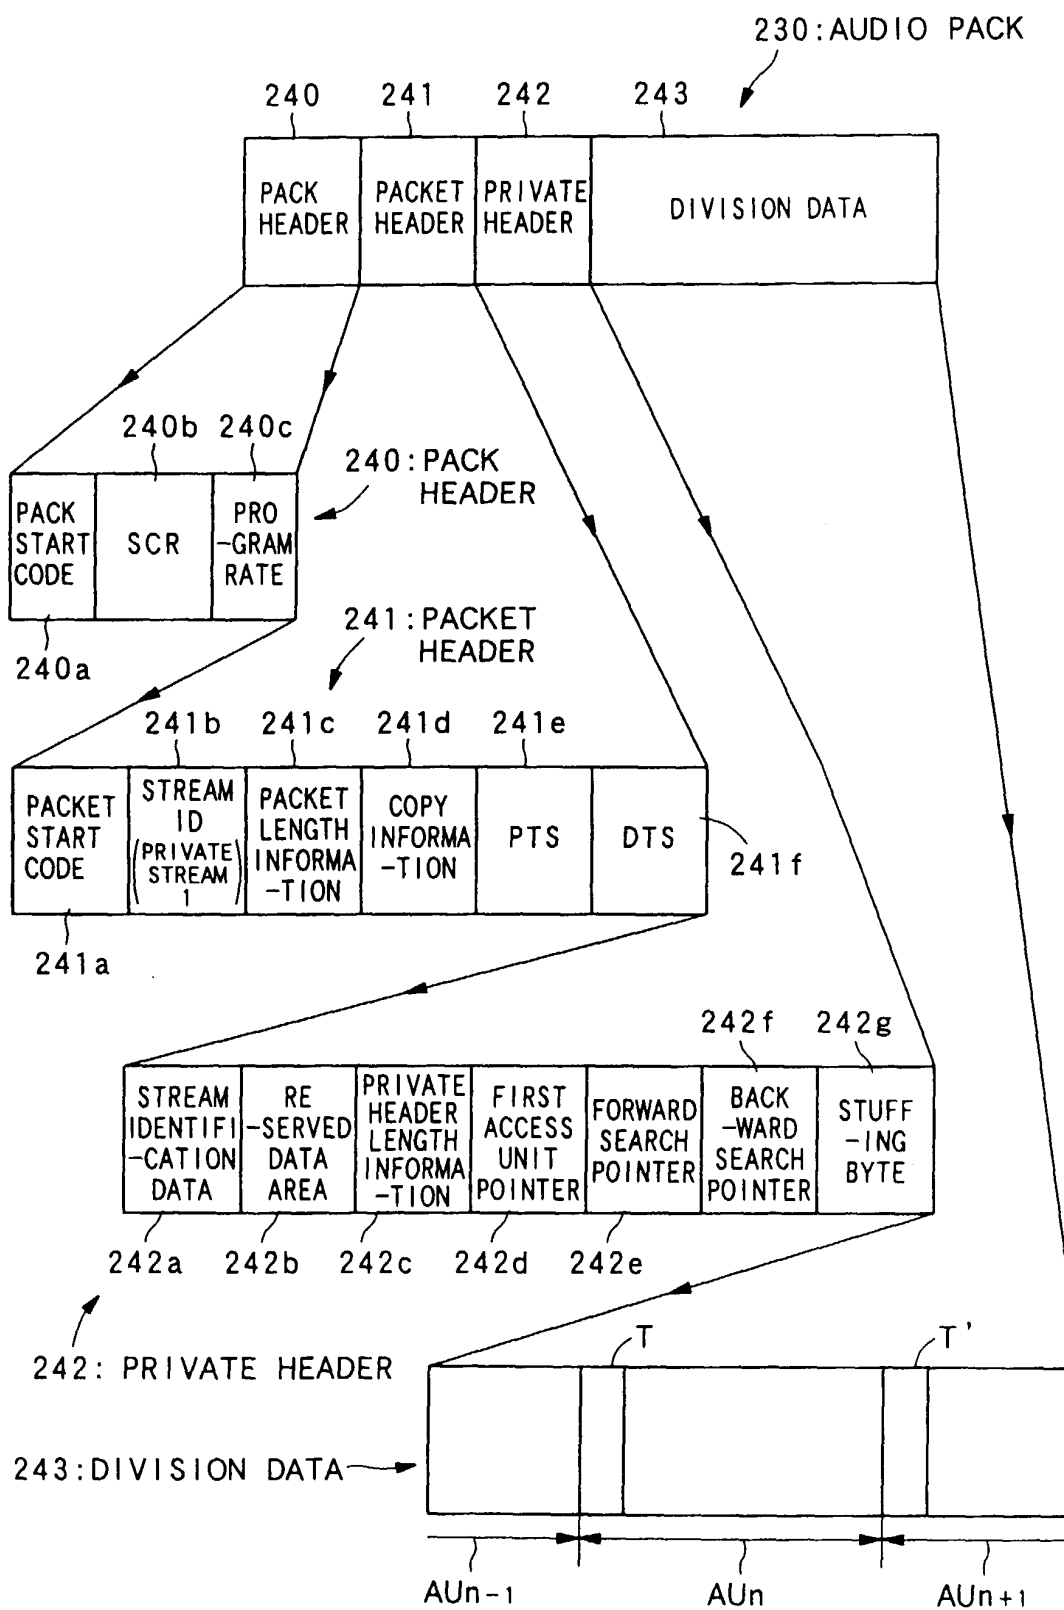 230:AUDIO PACK
240 241 242 243
PACK
HEADER
PACKET
HEADER
PRIVATE
HEADER
DIVISION DATA
240b 240c
240:PACK
HEADER
PACK
START
CODE
SCR
PRO
-GRAM
RATE
240a
241:PACKET
HEADER
241b 241c 241d 241e
PACKET
START
CODE
STREAM
ID
(PRIVATE
STREAM
1)
PACKET
LENGTH
INFORMA
-TION
COPY
INFORMA
-TION
PTS
DTS
241f
241a
242f 242g
STREAM
IDENTIFI
-CATION
DATA
RE
-SERVED
DATA
AREA
PRIVATE
HEADER
LENGTH
INFORMA
-TION
FIRST
ACCESS
UNIT
POINTER
FORWARD
SEARCH
POINTER
BACK
-WARD
SEARCH
POINTER
STUFF
-ING
BYTE
242a 242b 242c 242d 242e
242: PRIVATE HEADER
T T'
243:DIVISION DATA
AUn-1 AUn AUn+1